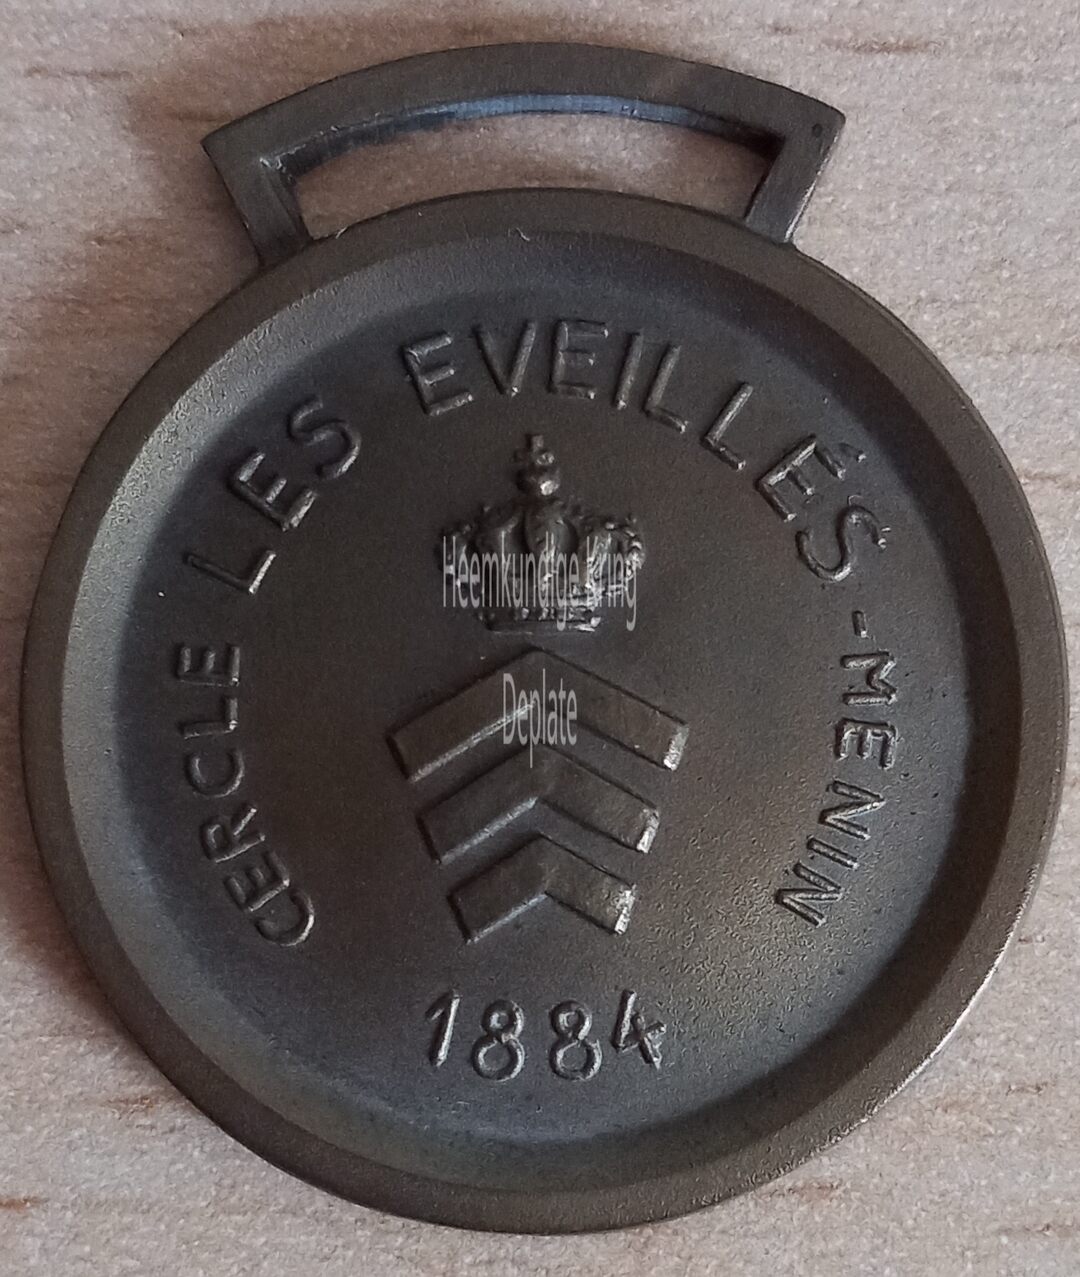 CERCLE LES EVEILLÉS-MENIN
Heemkundige Kring
Deplate
1884